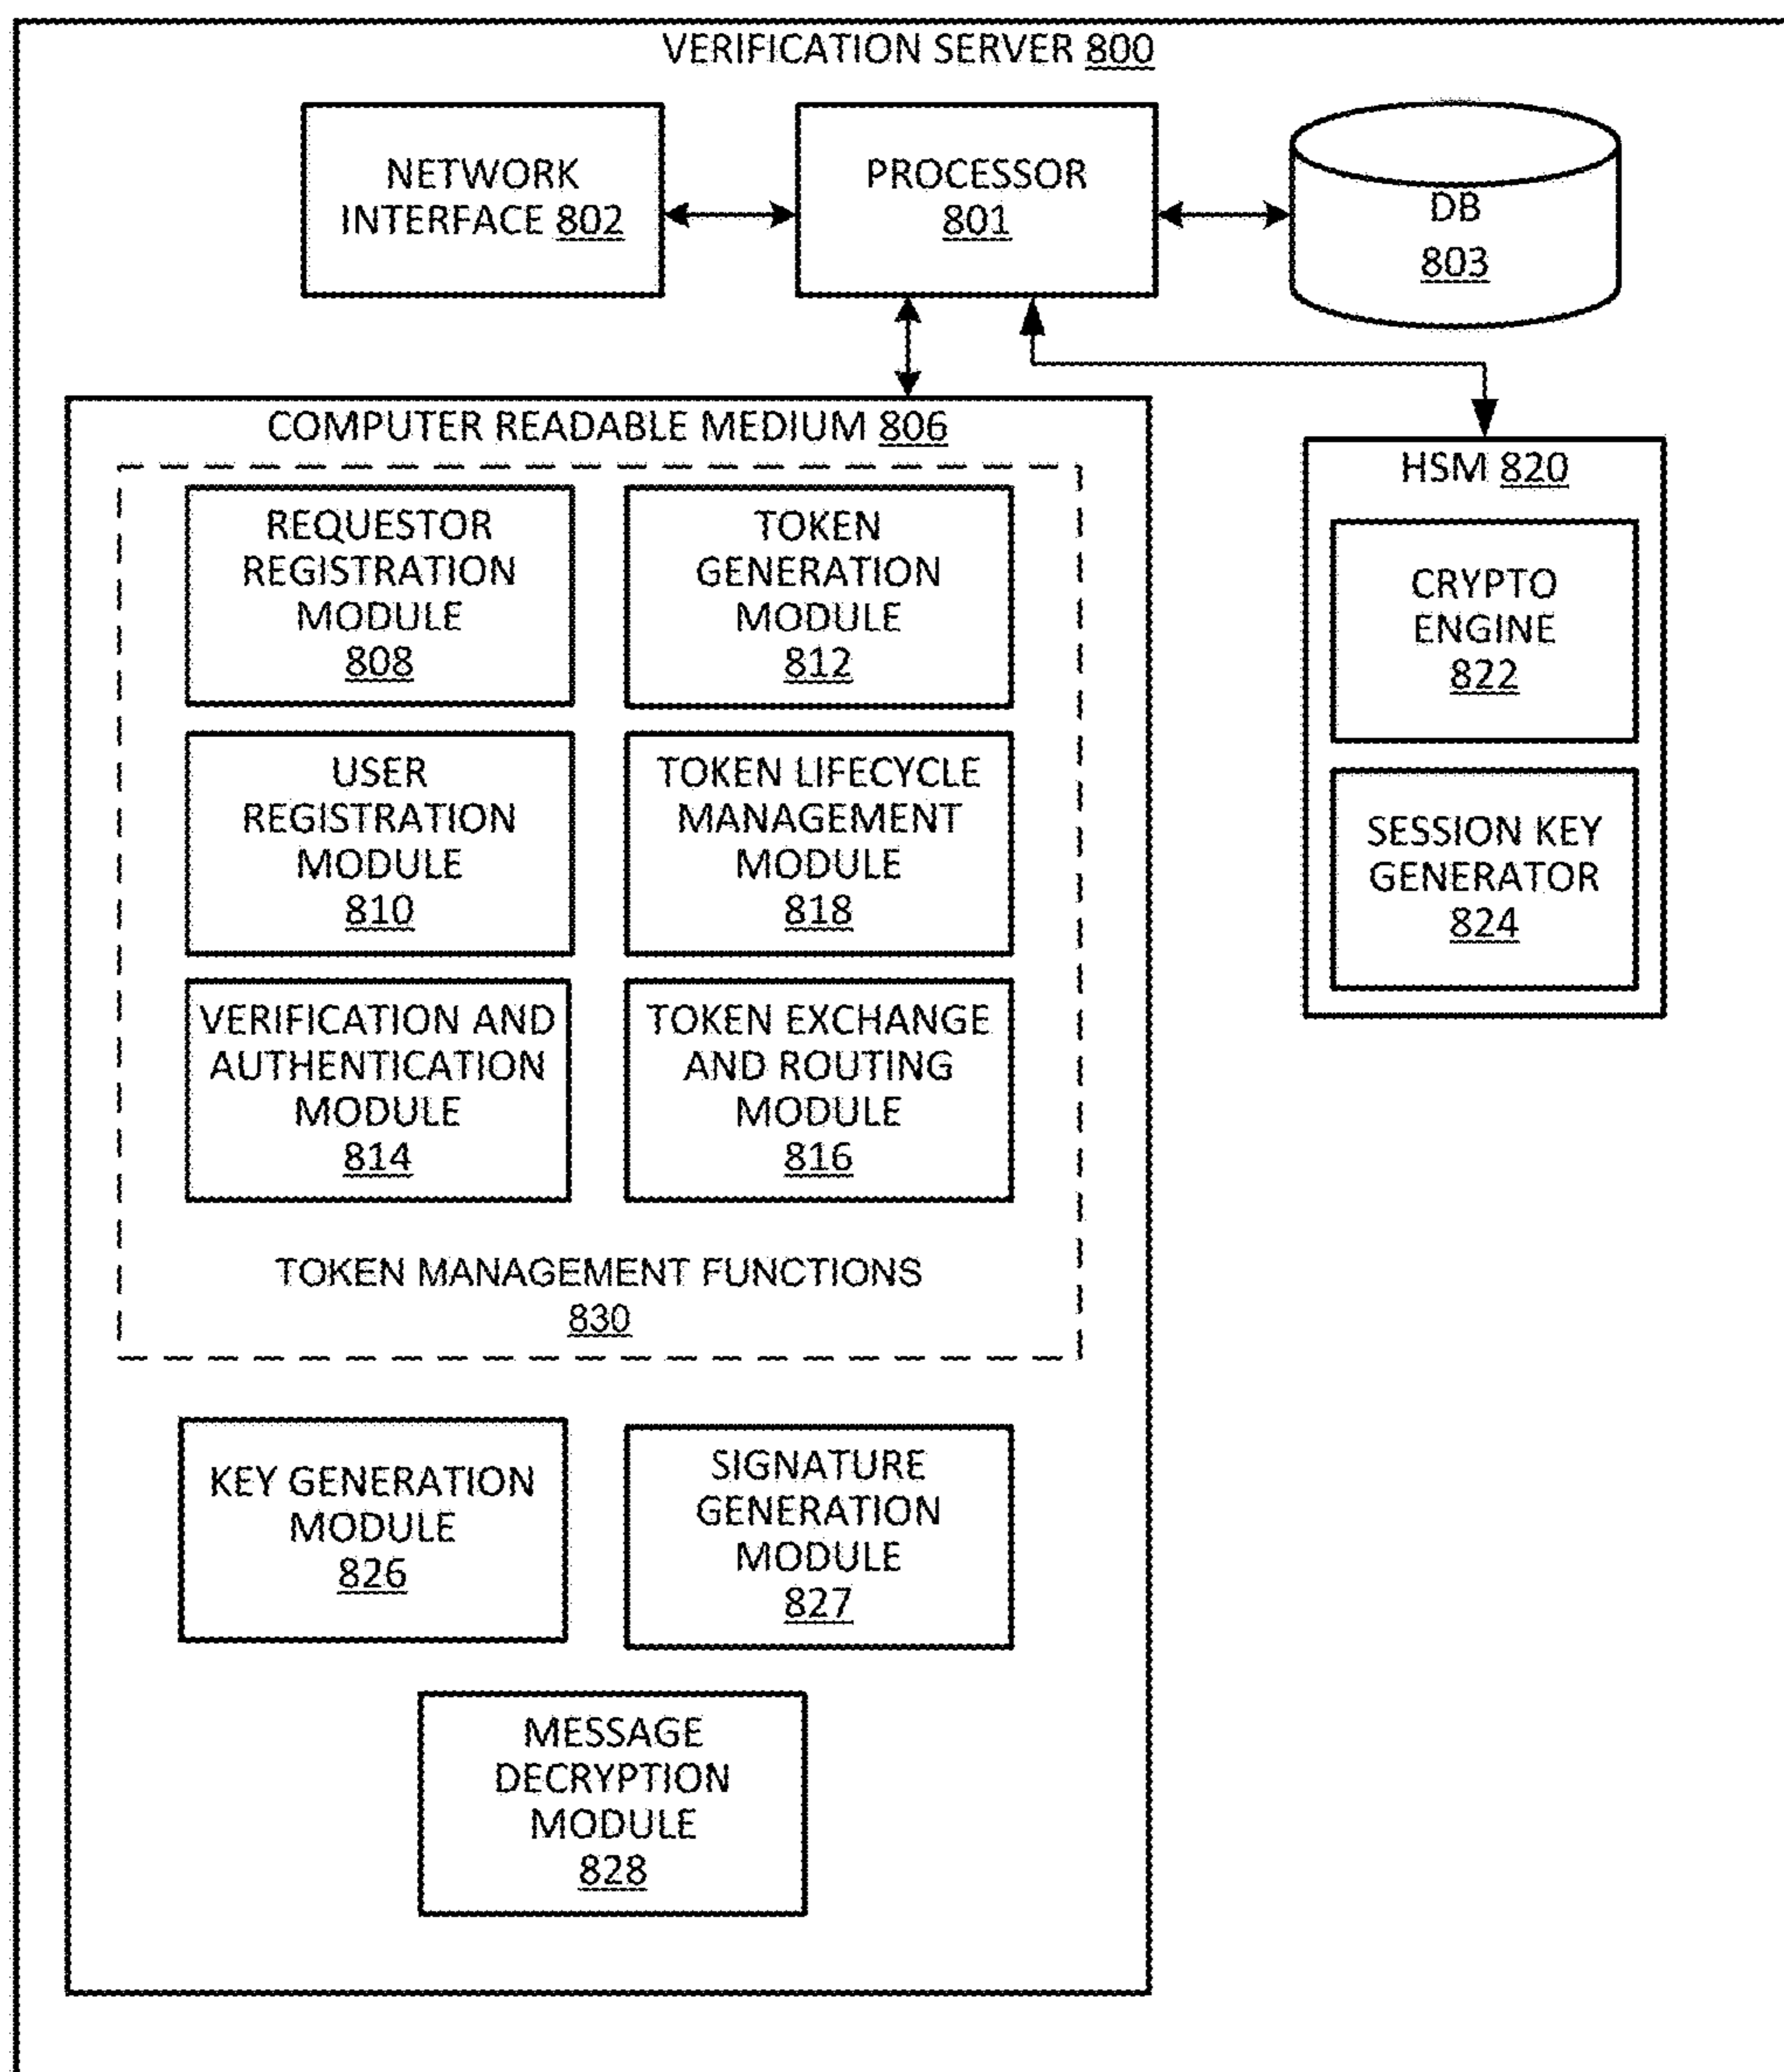 VERIFICATION SERVER 800
NETWORK
INTERFACE 802
PROCESSOR
801
DB
803
COMPUTER READABLE MEDIUM 806
REQUESTOR
REGISTRATION
MODULE
808
TOKEN
GENERATION
MODULE
812
USER
REGISTRATION
MODULE
810
TOKEN LIFECYCLE
MANAGEMENT
MODULE
818
VERIFICATION AND
AUTHENTICATION
MODULE
814
TOKEN EXCHANGE
AND ROUTING
MODULE
816
TOKEN MANAGEMENT FUNCTIONS
830
KEY GENERATION
MODULE
826
SIGNATURE
GENERATION
MODULE
827
MESSAGE
DECRYPTION
MODULE
828
HSM 820
CRYPTO
ENGINE
822
SESSION KEY
GENERATOR
824